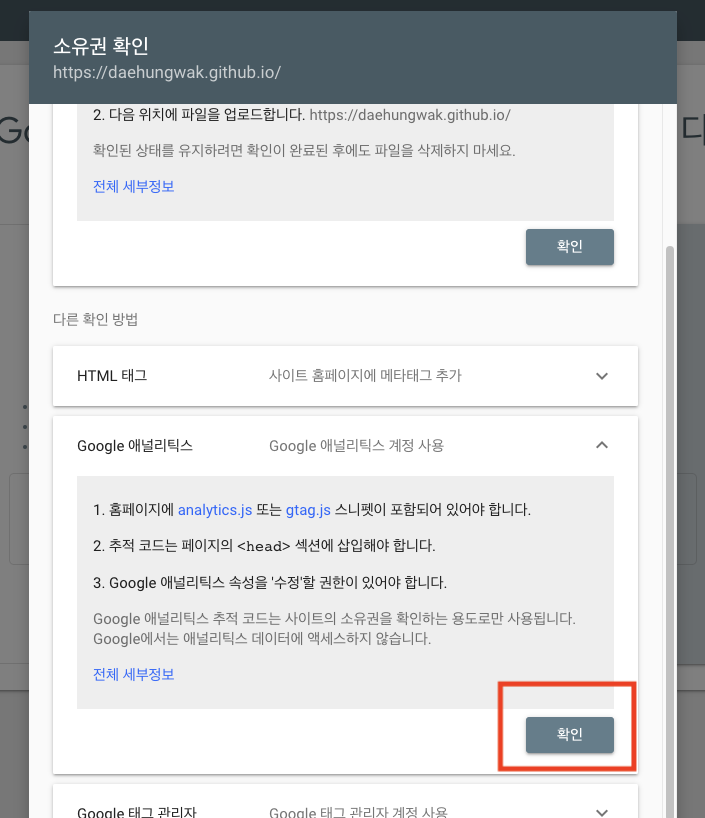 소유권 확인
https://daehungwak.github.io/
2. 다음 위치에 파일을 업로드합니다. https://daehungwak.github.io/
확인된 상태를 유지하려면 확인이 완료된 후에도 파일을 삭제하지 마세요.
전체 세부정보
확인
다른 확인 방법
HTML 태그 사이트 홈페이지에 메타태그 추가
Google 애널리틱스 Google 애널리틱스 계정 사용
1. 홈페이지에 analytics.js 또는 gtag.js 스니펫이 포함되어 있어야 합니다.
2. 추적 코드는 페이지의 <head> 섹션에 삽입해야 합니다.
3. Google 애널리틱스 속성을 '수정'할 권한이 있어야 합니다.
Google 애널리틱스 추적 코드는 사이트의 소유권을 확인하는 용도로만 사용됩니다.
Google에서는 애널리틱스 데이터에 액세스하지 않습니다.
전체 세부정보
확인
Google 태그 관리자 Google 태그 관리자 계정 사용